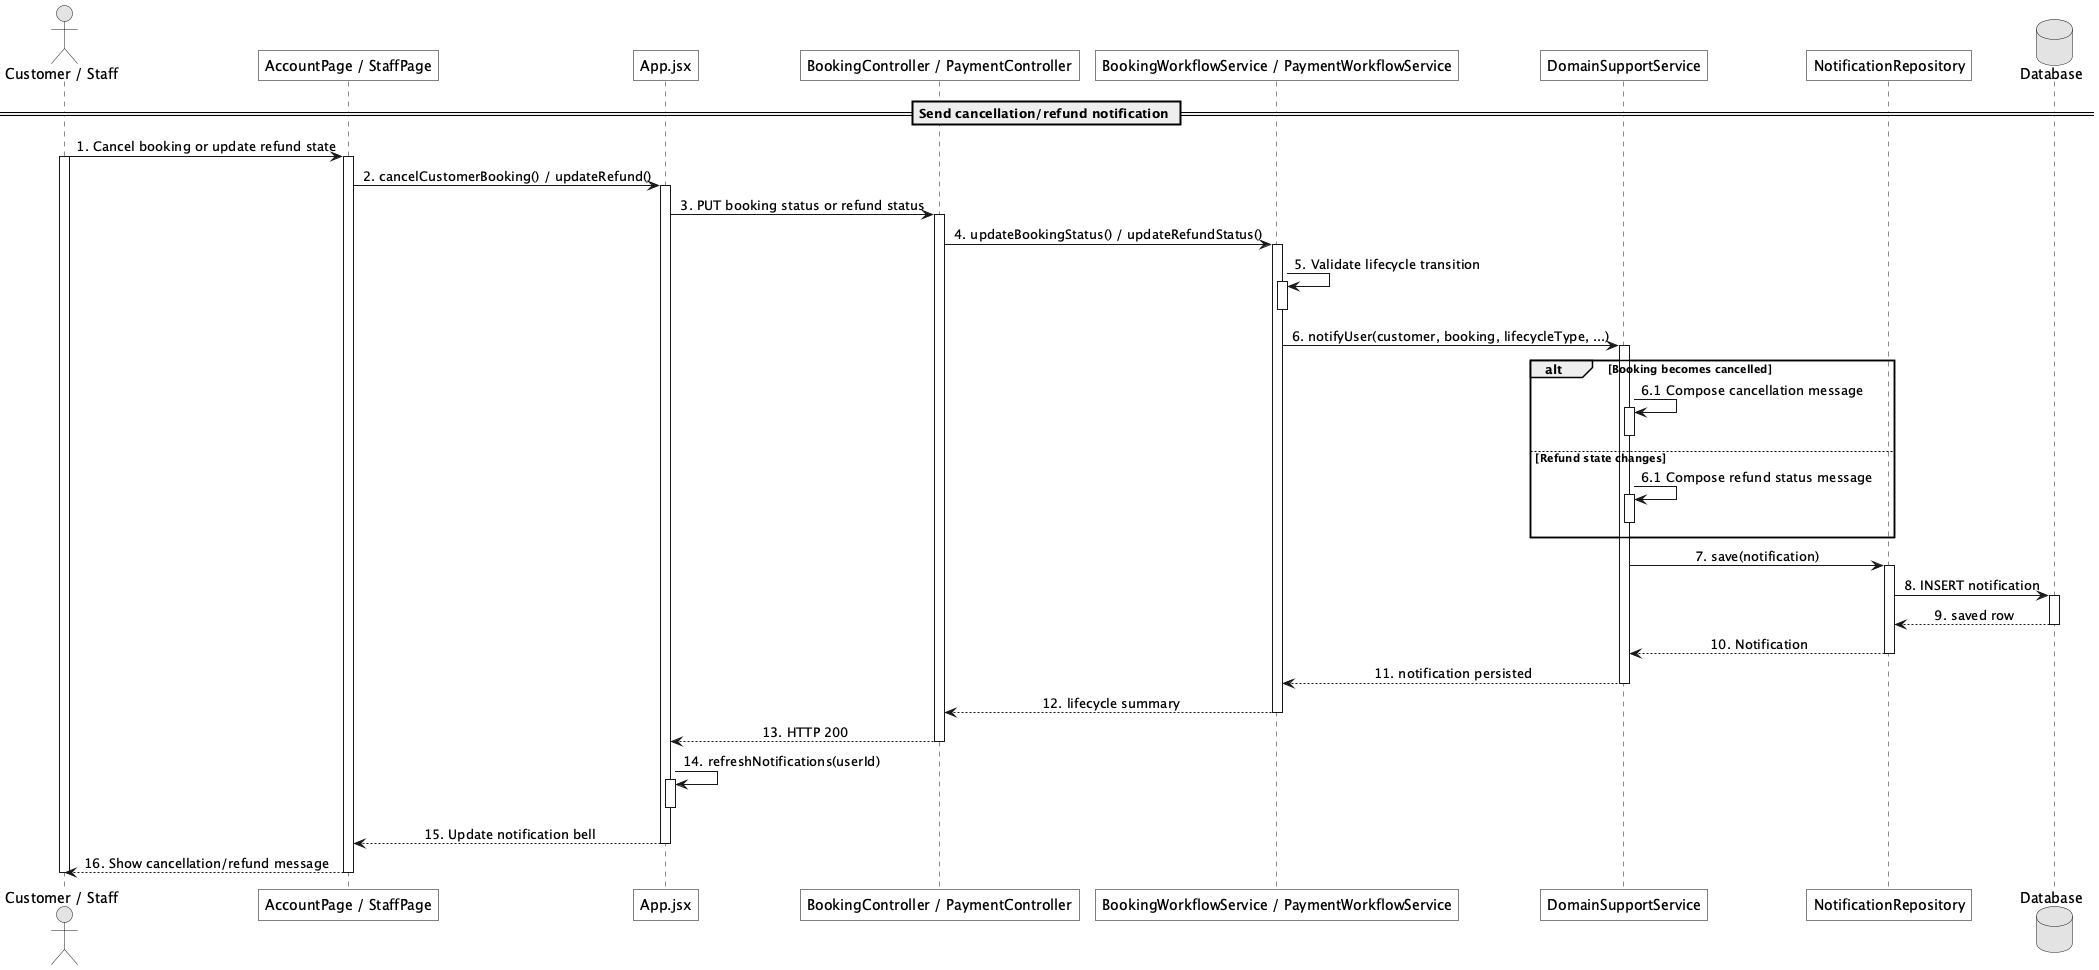 Customer / Staff
AccountPage / StaffPage
App.jsx
BookingController / PaymentController
BookingWorkflowService / PaymentWorkflowService
DomainSupportService
NotificationRepository
Database
Send cancellation/refund notification
1. Cancel booking or update refund state
2. cancelCustomerBooking() / updateRefund()
3. PUT booking status or refund status
4. updateBookingStatus() / updateRefundStatus()
5. Validate lifecycle transition
6. notifyUser(customer, booking, lifecycleType, ...)
alt
[Booking becomes cancelled]
6.1 Compose cancellation message
[Refund state changes]
6.1 Compose refund status message
7. save(notification)
8. INSERT notification
9. saved row
10. Notification
11. notification persisted
12. lifecycle summary
13. HTTP 200
14. refreshNotifications(userId)
15. Update notification bell
16. Show cancellation/refund message
Customer / Staff
AccountPage / StaffPage
App.jsx
BookingController / PaymentController
BookingWorkflowService / PaymentWorkflowService
DomainSupportService
NotificationRepository
Database